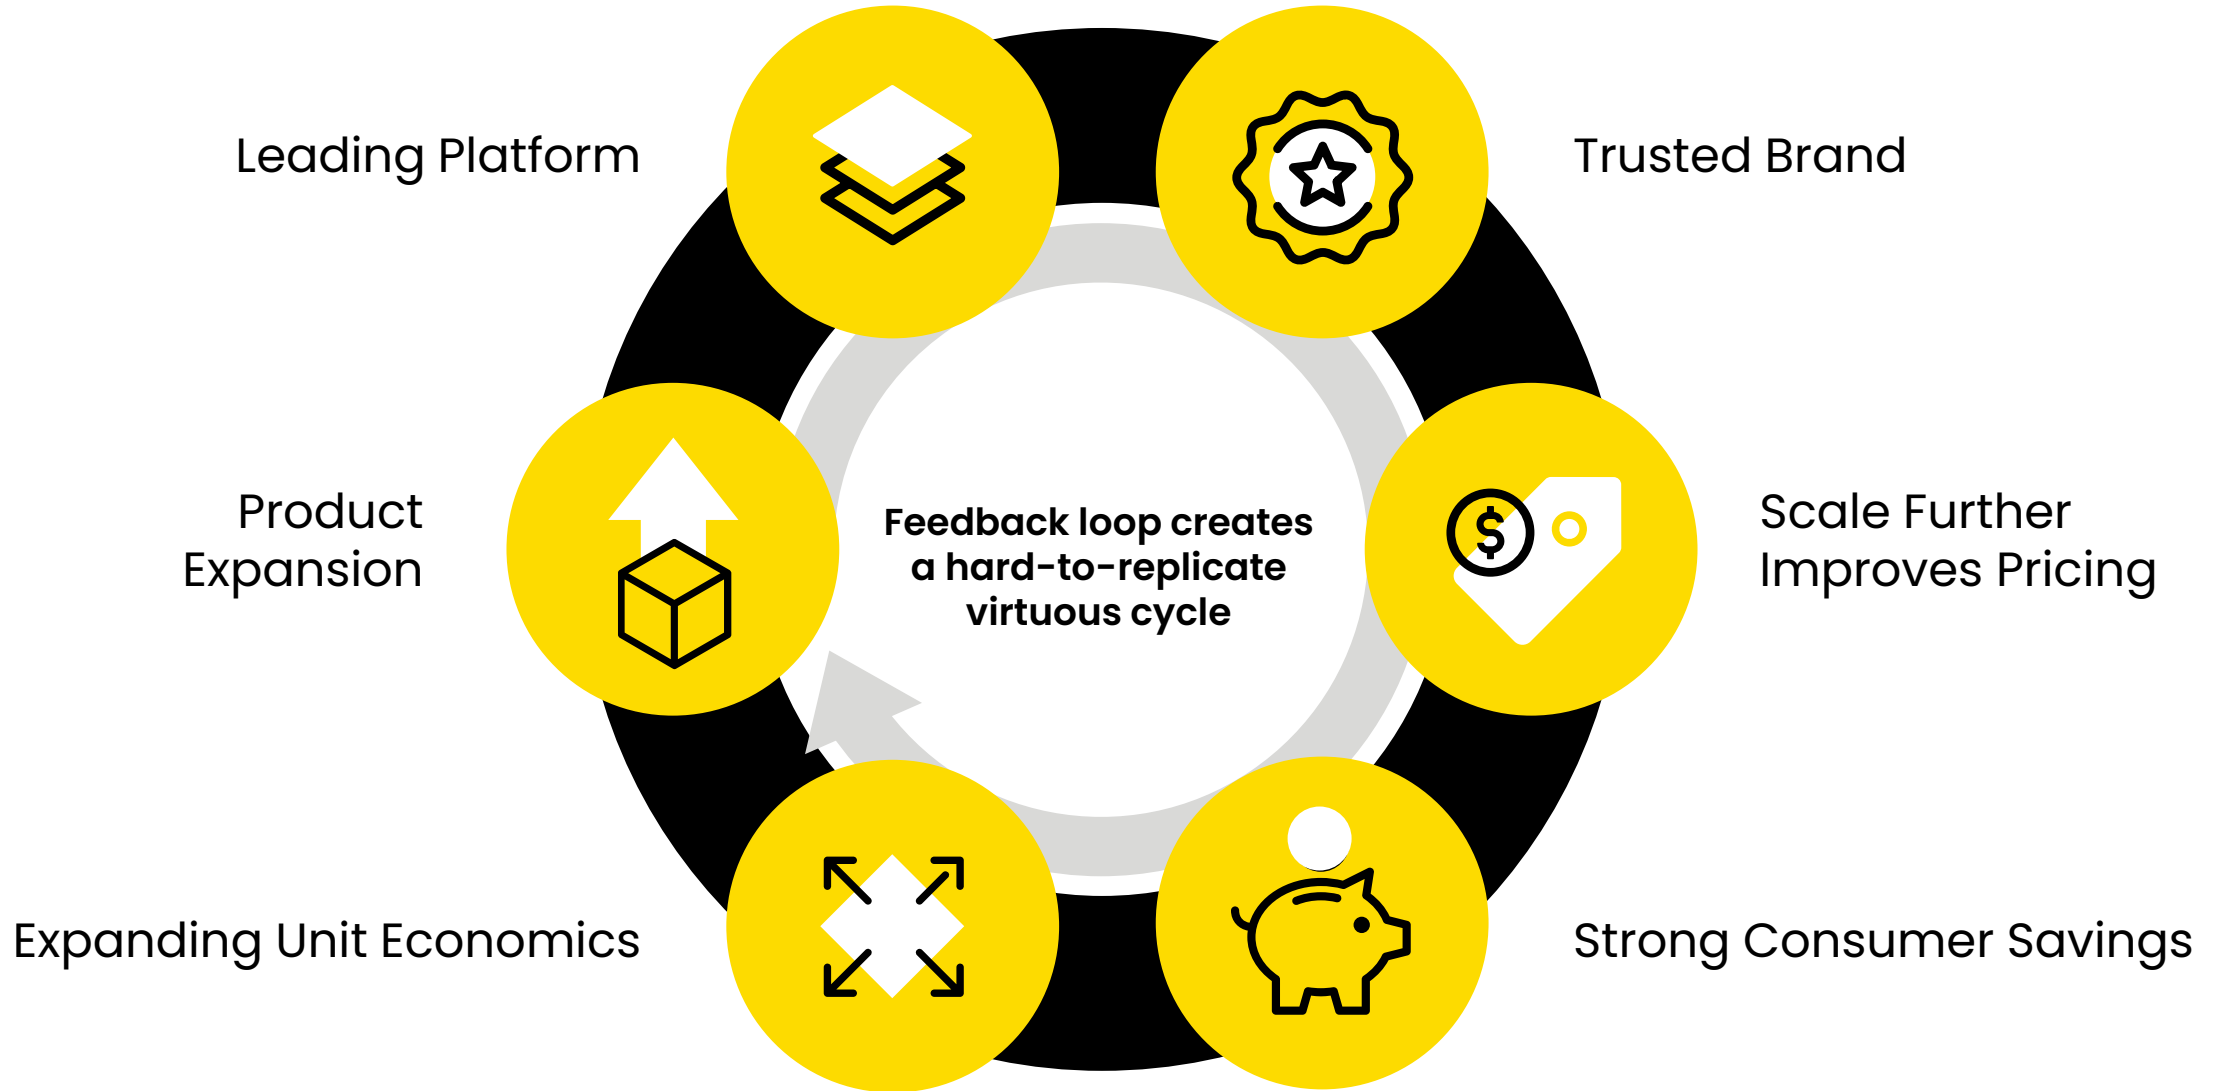 Leading Platform
Trusted Brand
Product
Expansion
Feedback loop creates
a hard-to-replicate
virtuous cycle
Scale Further
Improves Pricing
Expanding Unit Economics
Strong Consumer Savings
$